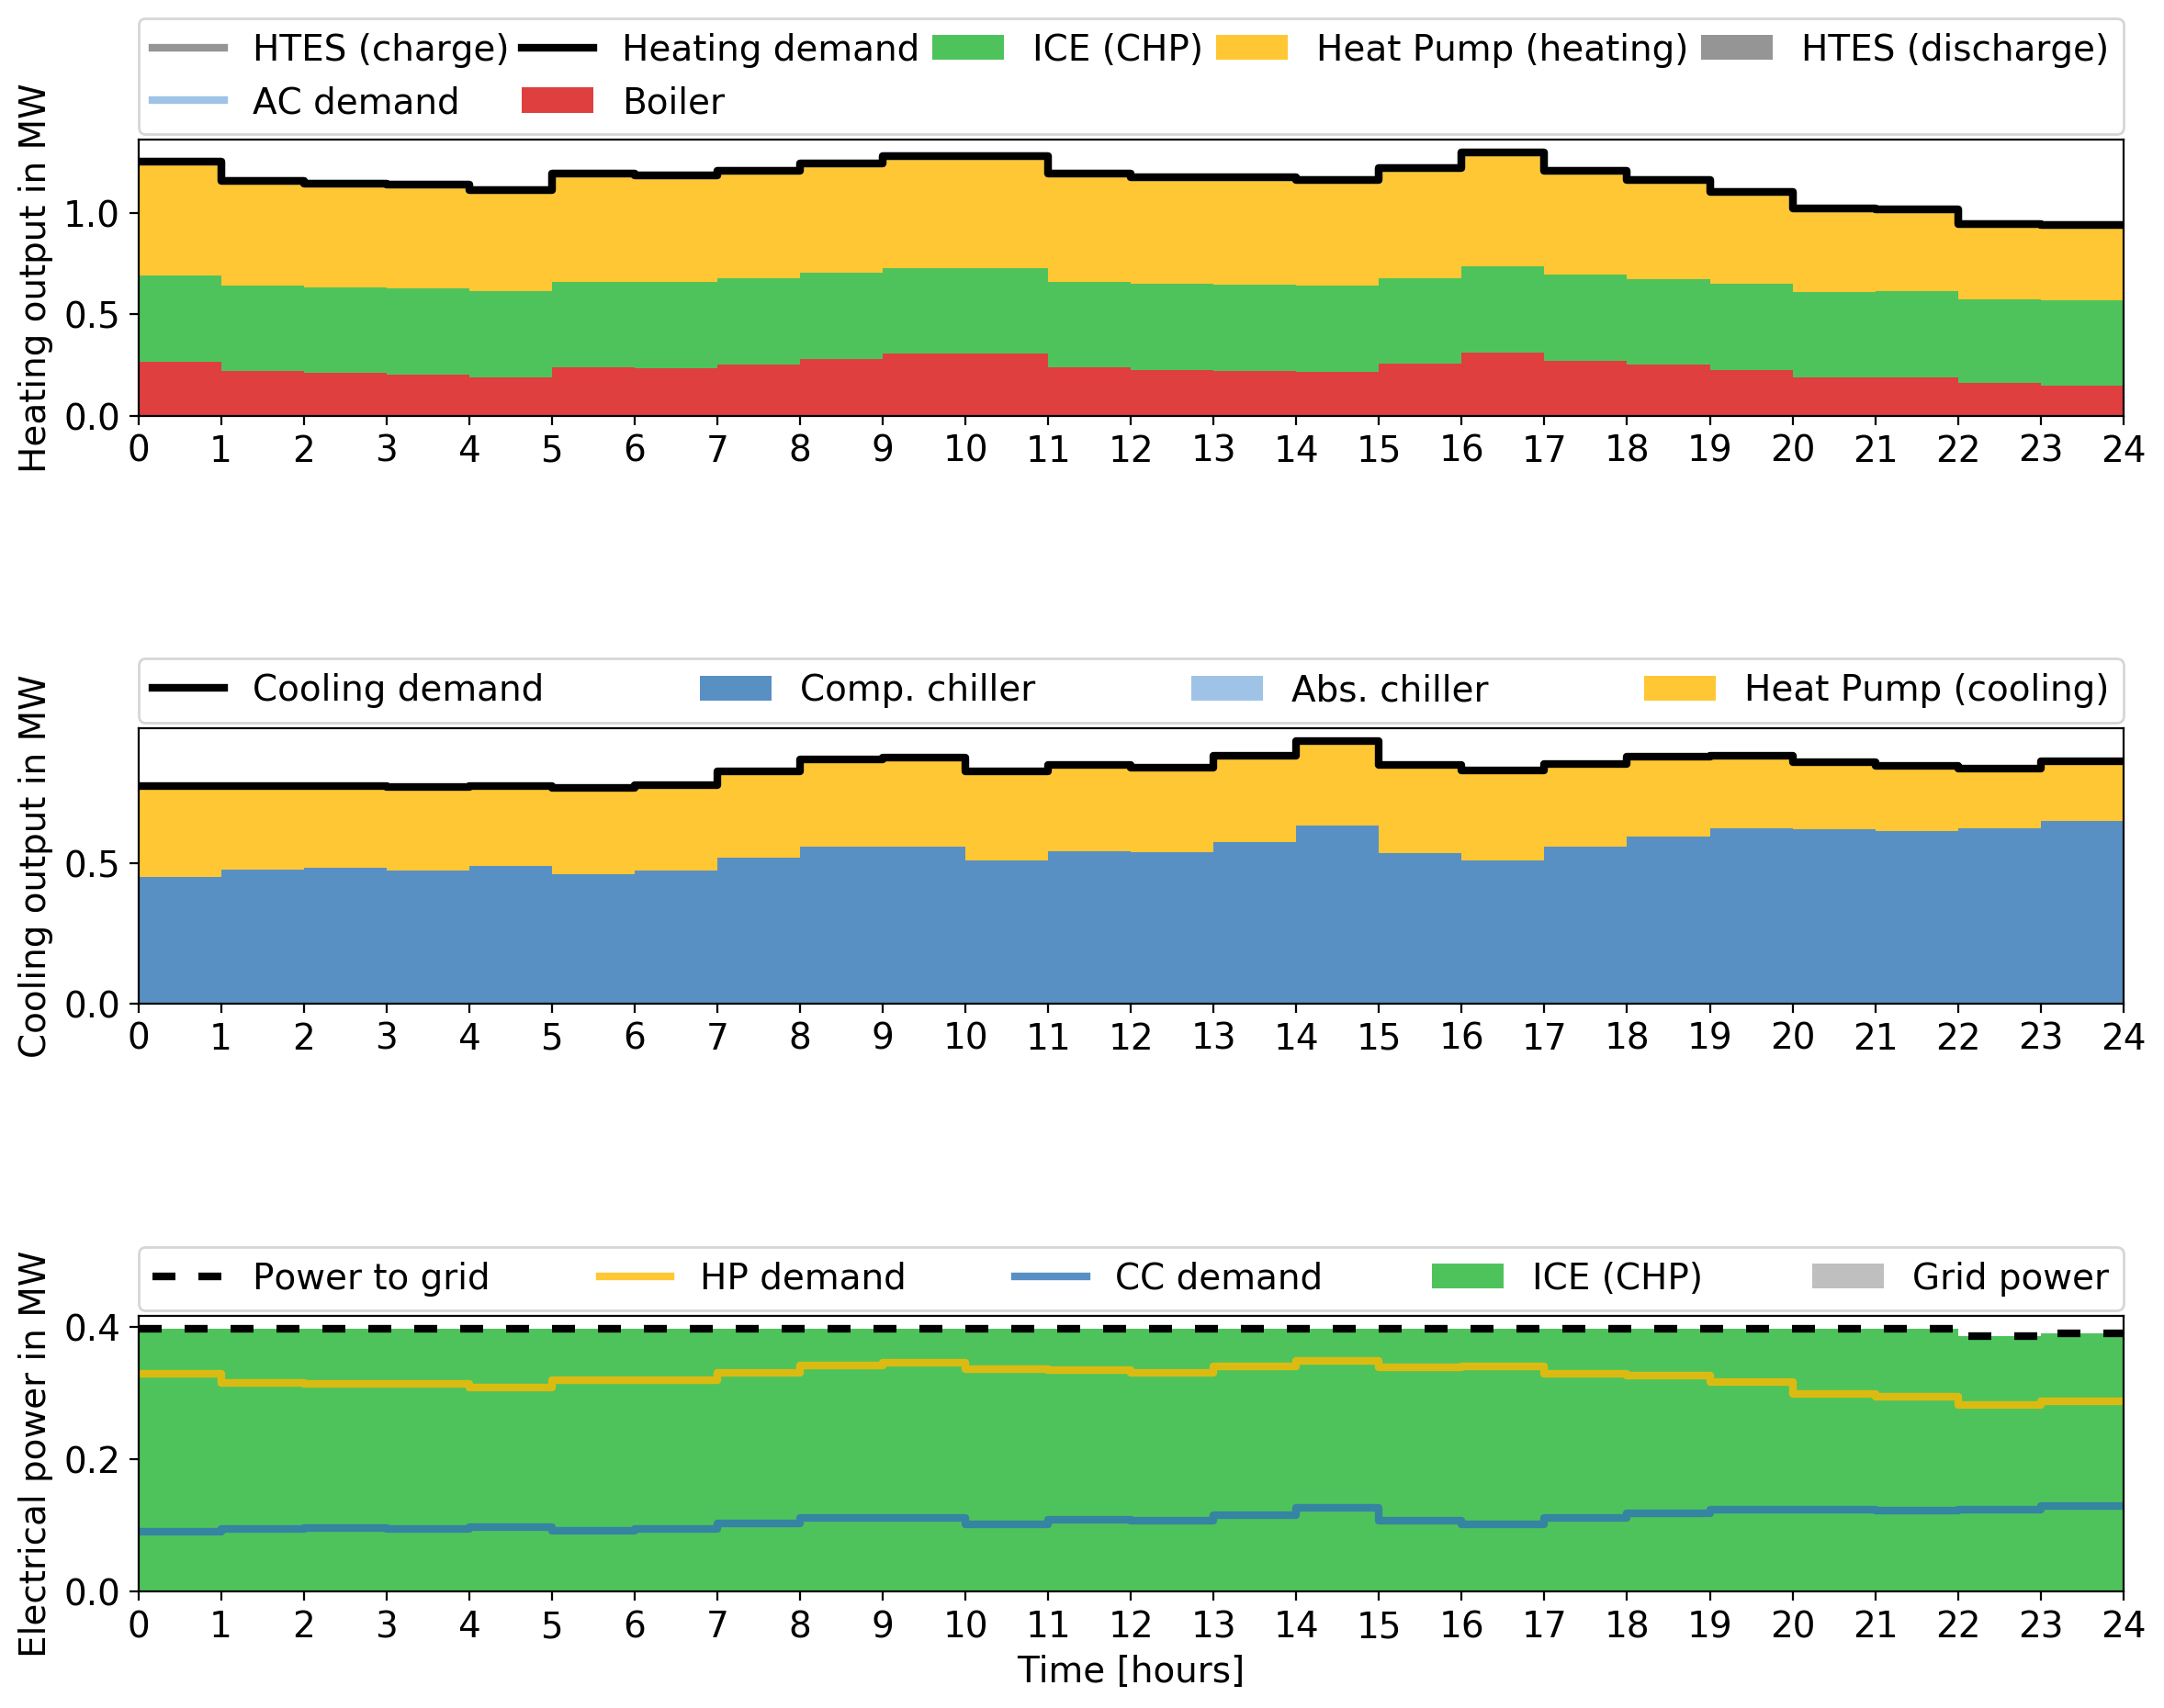 HTES (charge) Heating demand ICE (CHP) Heat Pump (heating) HTES (discharge)
AC demand Boiler
Heating output in MW
1.0
0.5
0.0
0 1 2 3 4 5 6 7 8 9 10 11 12 13 14 15 16 17 18 19 20 21 22 23 24
Cooling demand Comp. chiller Abs. chiller Heat Pump (cooling)
Cooling output in MW
0.5
0.0
0 1 2 3 4 5 6 7 8 9 10 11 12 13 14 15 16 17 18 19 20 21 22 23 24
Power to grid HP demand CC demand ICE (CHP) Grid power
Electrical power in MW
0.4
0.2
0.0
0 1 2 3 4 5 6 7 8 9 10 11 12 13 14 15 16 17 18 19 20 21 22 23 24
Time [hours]